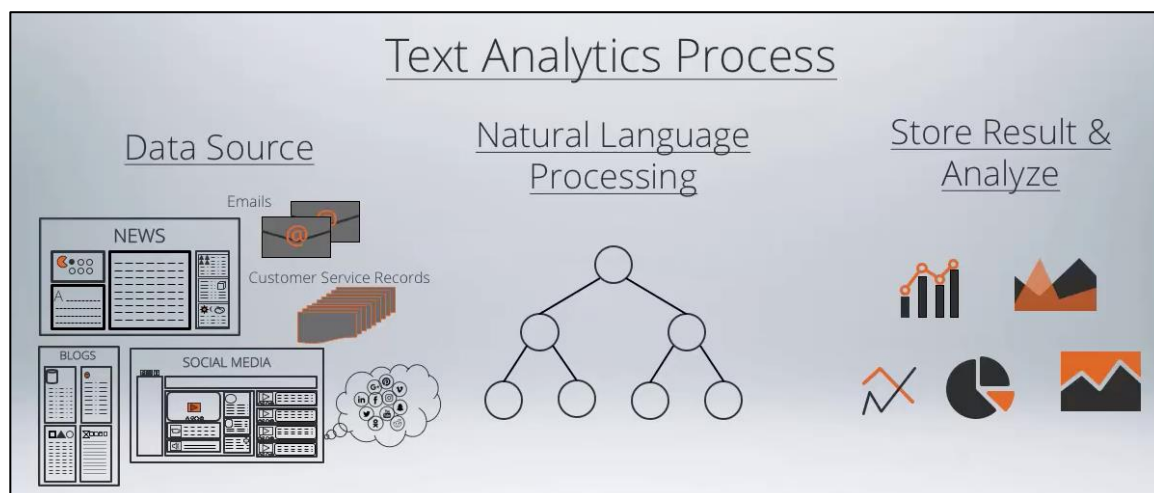 Text Analytics Process
Data Source
Natural Language
Processing
Store Result &
Analyze
Emails
NEWS
Customer Service Records
A
BLOGS
SOCIAL MEDIA